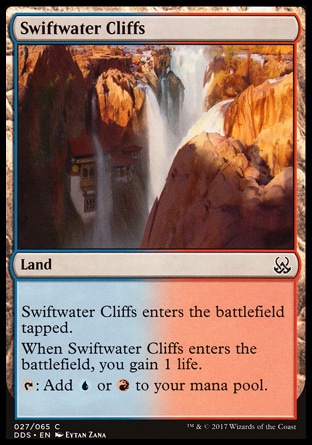 Swiftwater Cliffs
Land
Swiftwater Cliffs enters the battlefield
tapped.
When Swiftwater Cliffs enters the
battlefield, you gain 1 life.
: Add or to your mana pool.
027/065 C
DDS • EN Eytan Zana
™ & © 2017 Wizards of the Coast